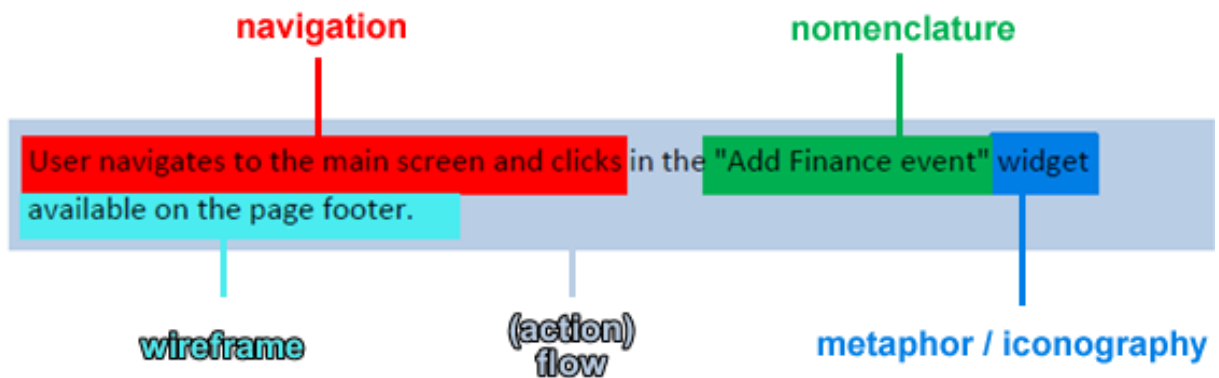 navigation
nomenclature
User navigates to the main screen and clicks in the "Add Finance event" widget
available on the page footer.
wireframe
(action)
flow
metaphor / iconography